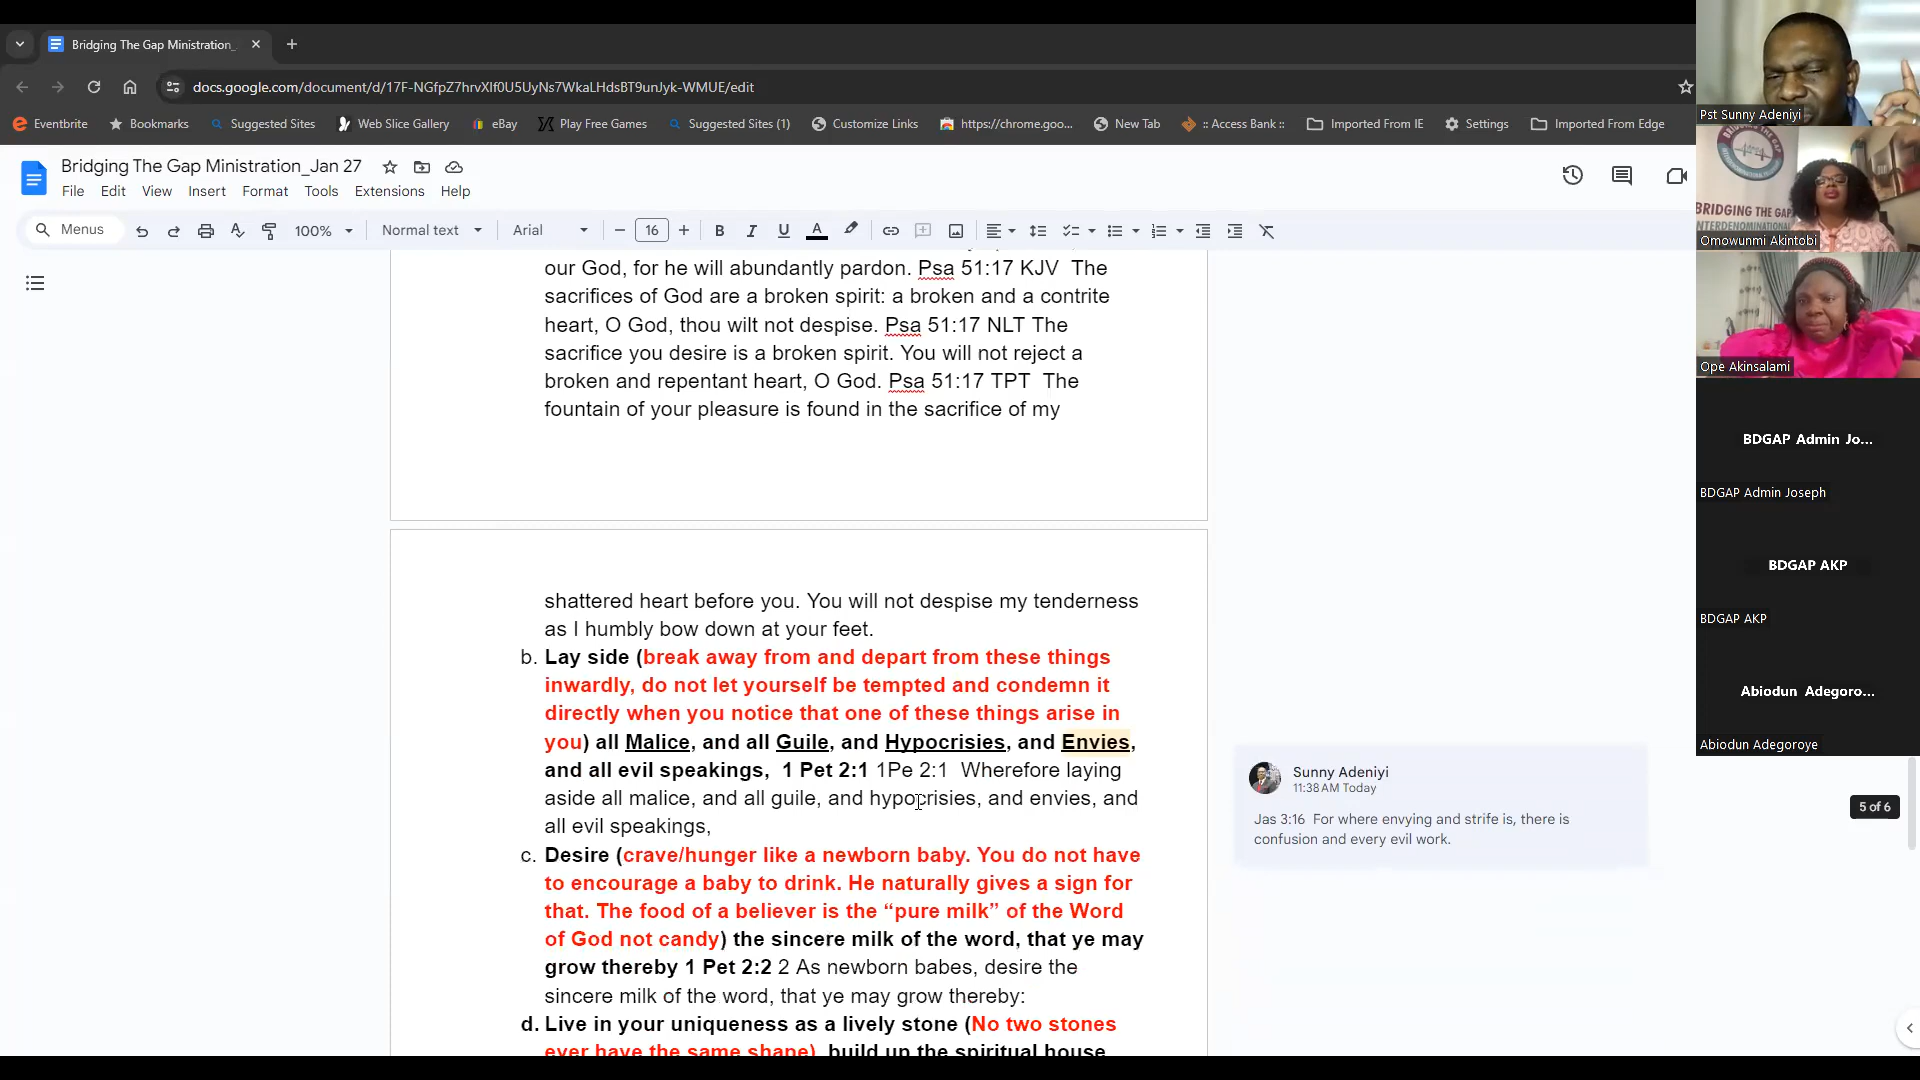 Bridging The Gap Ministration_
docs.google.com/document/d/17F-NGfpZ7hrvXIf0U5UyNs7WkaLHdsBT9unJyk-WMUE/edit
Eventbrite Bookmarks Suggested Sites Web Slice Gallery eBay Play Free Games Suggested Sites (1) Customize Links https://chrome.goo... New Tab :: Access Bank :: Imported From IE Settings Imported From Edge
Bridging The Gap Ministration_Jan 27
File Edit View Insert Format Tools Extensions Help
Menus 100% Normal text Arial 16 B I U A
our God, for he will abundantly pardon. Psa 51:17 KJV The
sacrifices of God are a broken spirit: a broken and a contrite
heart, O God, thou wilt not despise. Psa 51:17 NLT The
sacrifice you desire is a broken spirit. You will not reject a
broken and repentant heart, O God. Psa 51:17 TPT The
fountain of your pleasure is found in the sacrifice of my
shattered heart before you. You will not despise my tenderness
as I humbly bow down at your feet.
b. Lay side (break away from and depart from these things
inwardly, do not let yourself be tempted and condemn it
directly when you notice that one of these things arise in
you) all Malice, and all Guile, and Hypocrisies, and Envies,
and all evil speakings, 1 Pet 2:1 1Pe 2:1 Wherefore laying
aside all malice, and all guile, and hypocrisies, and envies, and
all evil speakings,
c. Desire (crave/hunger like a newborn baby. You do not have
to encourage a baby to drink. He naturally gives a sign for
that. The food of a believer is the “pure milk” of the Word
of God not candy) the sincere milk of the word, that ye may
grow thereby 1 Pet 2:2 2 As newborn babes, desire the
sincere milk of the word, that ye may grow thereby:
d. Live in your uniqueness as a lively stone (No two stones
ever have the same shape), build up the spiritual house
Sunny Adeniyi
11:38 AM Today
Jas 3:16 For where envying and strife is, there is
confusion and every evil work.
5 of 6
Pst Sunny Adeniyi
BRIDGING THE GAP
INTERDENOMINATIONAL
Omowunmi Akintobi
Ope Akinsalami
BDGAP Admin Jo...
BDGAP Admin Joseph
BDGAP AKP
BDGAP AKP
Abiodun Adegoro...
Abiodun Adegoroye